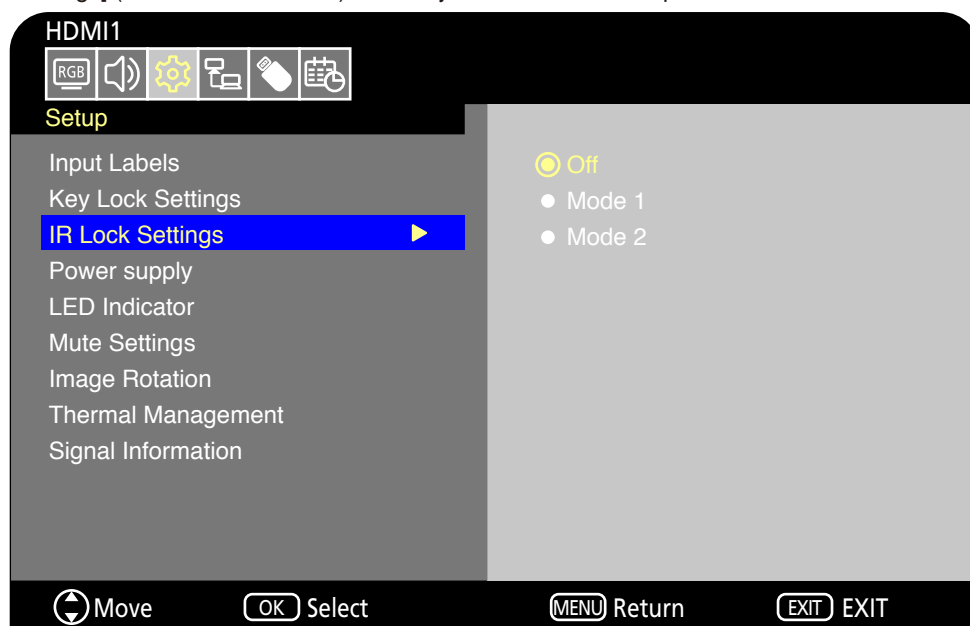 HDMI1
RGB
Setup
Input Labels
Key Lock Settings
IR Lock Settings
Power supply
LED Indicator
Mute Settings
Image Rotation
Thermal Management
Signal Information
Off
Mode 1
Mode 2
Move OK Select MENU Return EXIT EXIT